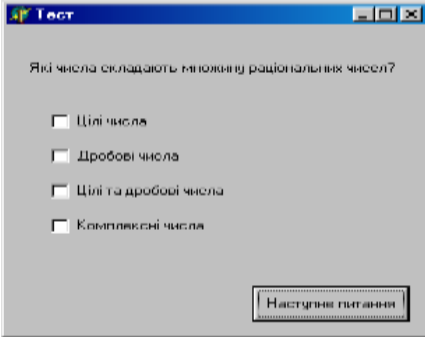 Тест
Які числа складають множину раціональних чисел?
Цілі числа
Дробові числа
Цілі та дробові числа
Комплексні числа
Наступне питання